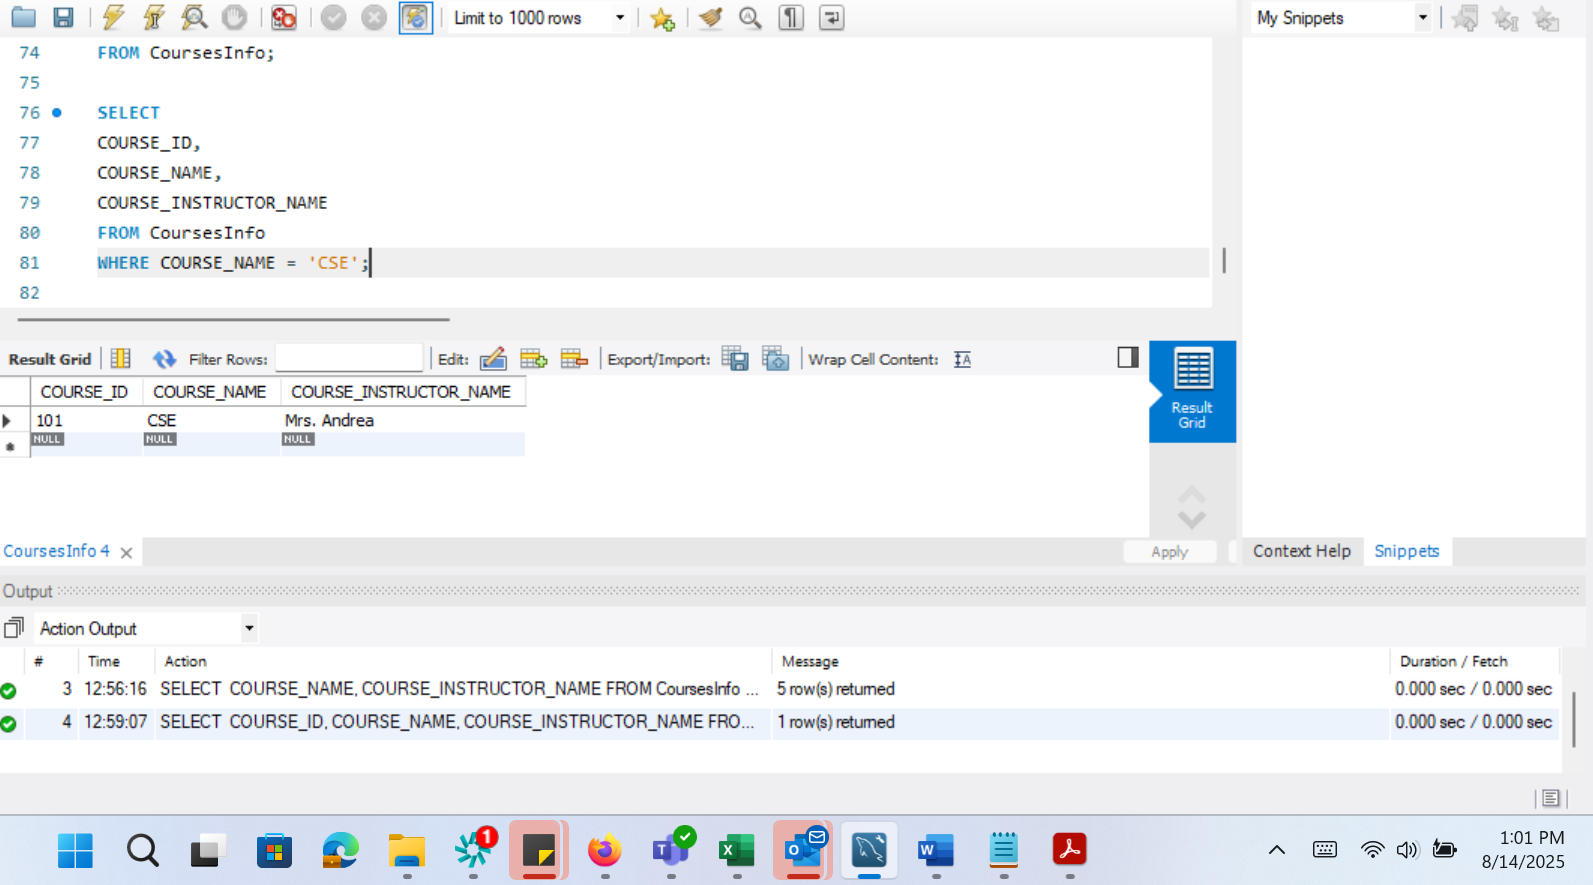 Limit to 1000 rows
My Snippets
74 FROM CoursesInfo;
75
76 SELECT
77 COURSE_ID,
78 COURSE_NAME,
79 COURSE_INSTRUCTOR_NAME
80 FROM CoursesInfo
81 WHERE COURSE_NAME = 'CSE';
82
Result Grid Filter Rows: Edit: Export/Import: Wrap Cell Content: IA
COURSE_ID COURSE_NAME COURSE_INSTRUCTOR_NAME
101 CSE Mrs. Andrea
NULL NULL NULL
Result
Grid
CoursesInfo 4
Apply
Context Help Snippets
Output
Action Output
# Time Action Message Duration / Fetch
3 12:56:16 SELECT COURSE_NAME, COURSE_INSTRUCTOR_NAME FROM CoursesInfo ... 5 row(s) returned 0.000 sec / 0.000 sec
4 12:59:07 SELECT COURSE_ID, COURSE_NAME, COURSE_INSTRUCTOR_NAME FRO... 1 row(s) returned 0.000 sec / 0.000 sec
1
T
X
O
W
1:01 PM
8/14/2025